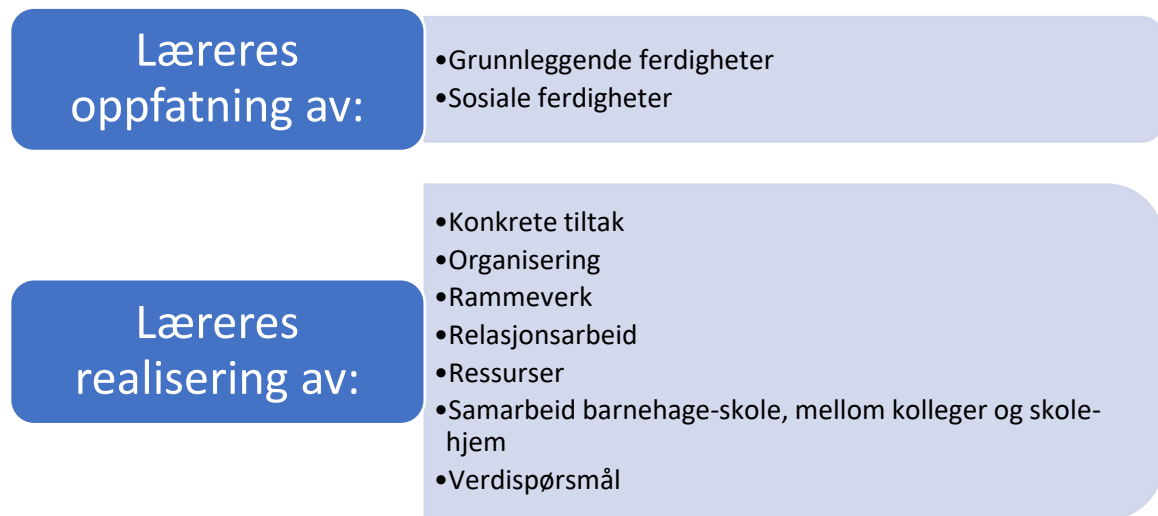 Læreres
oppfatning av:
•Grunnleggende ferdigheter
•Sosiale ferdigheter
Læreres
realisering av:
•Konkrete tiltak
•Organisering
•Rammeverk
•Relasjonsarbeid
•Ressurser
•Samarbeid barnehage-skole, mellom kolleger og skole-
hjem
•Verdispørsmål